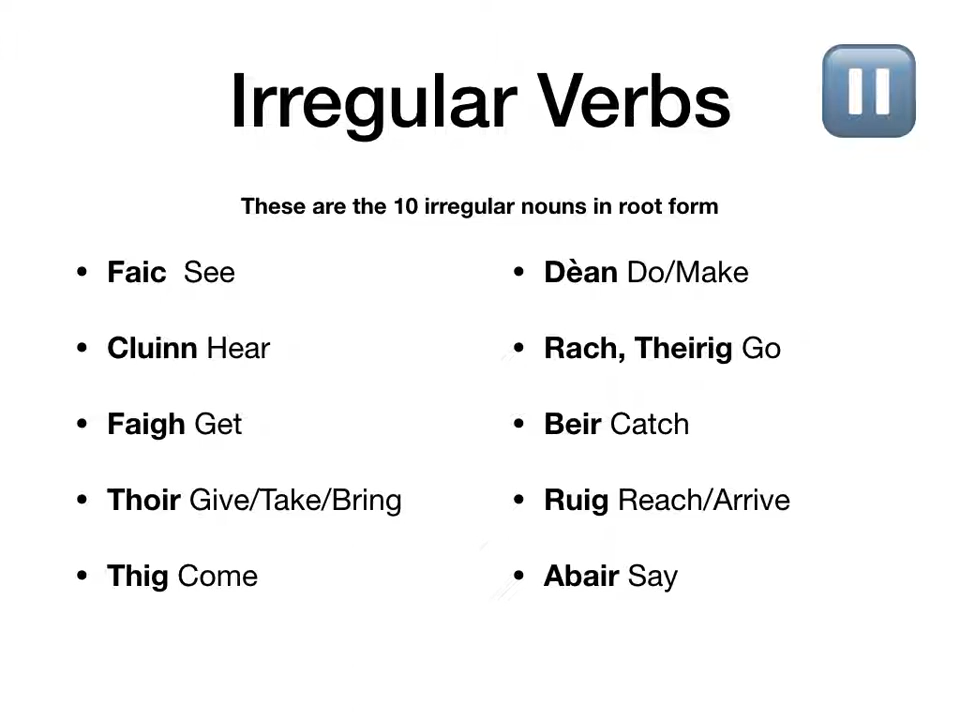 Irregular Verbs
These are the 10 irregular nouns in root form
• Faic See
• Cluinn Hear
• Faigh Get
• Thoir Give/Take/Bring
• Thig Come
• Dèan Do/Make
• Rach, Theirig Go
• Beir Catch
• Ruig Reach/Arrive
• Abair Say